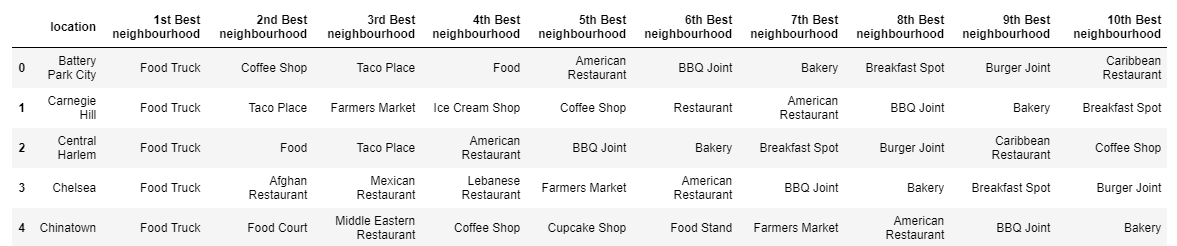 location 1st Best neighbourhood 2nd Best neighbourhood 3rd Best neighbourhood 4th Best neighbourhood 5th Best neighbourhood 6th Best neighbourhood 7th Best neighbourhood 8th Best neighbourhood 9th Best neighbourhood 10th Best neighbourhood
0 Battery Park City Food Truck Coffee Shop Taco Place Food American Restaurant BBQ Joint Bakery Breakfast Spot Burger Joint Caribbean Restaurant
1 Carnegie Hill Food Truck Taco Place Farmers Market Ice Cream Shop Coffee Shop Restaurant American Restaurant BBQ Joint Bakery Breakfast Spot
2 Central Harlem Food Truck Food Taco Place American Restaurant BBQ Joint Bakery Breakfast Spot Burger Joint Caribbean Restaurant Coffee Shop
3 Chelsea Food Truck Afghan Restaurant Mexican Restaurant Lebanese Restaurant Farmers Market American Restaurant BBQ Joint Bakery Breakfast Spot Burger Joint
4 Chinatown Food Truck Food Court Middle Eastern Restaurant Coffee Shop Cupcake Shop Food Stand Farmers Market American Restaurant BBQ Joint Bakery